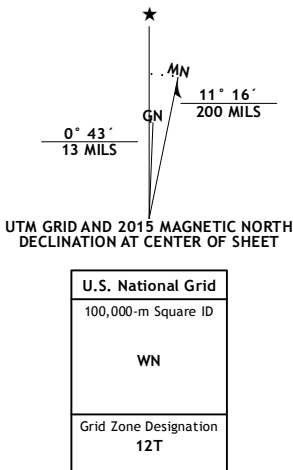 MN
GN
11° 16´
200 MILS
0° 43´
13 MILS
UTM GRID AND 2015 MAGNETIC NORTH
DECLINATION AT CENTER OF SHEET
U.S. National Grid
100,000-m Square ID
WN
Grid Zone Designation
12T